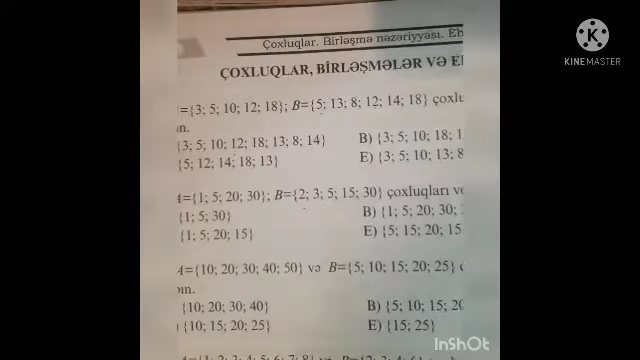 Çoxluqlar. Birləşmə nəzəriyyəsi. Eh
ÇOXLUQLAR, BİRLƏŞMƏLƏR VƏ
={3; 5; 10; 12; 18}; B={5; 13; 8; 12; 14; 18}
{3; 5; 10; 12; 18; 13; 8; 14} B) {3; 5; 10; 18;
{5; 12; 14; 18; 13} E) {3; 5; 10; 13; 8
={1; 5; 20; 30}; B={2; 3; 5; 15; 30} çoxluqları
{1; 5; 30} B) {1; 5; 20; 30;
{1; 5; 20; 15} E) {5; 15; 20; 15
A={10; 20; 30; 40; 50} və B={5; 10; 15; 20; 25}
{10; 20; 30; 40} B) {5; 10; 15;
{10; 15; 20; 25} E) {15; 25}
KINEMASTER
InShOt